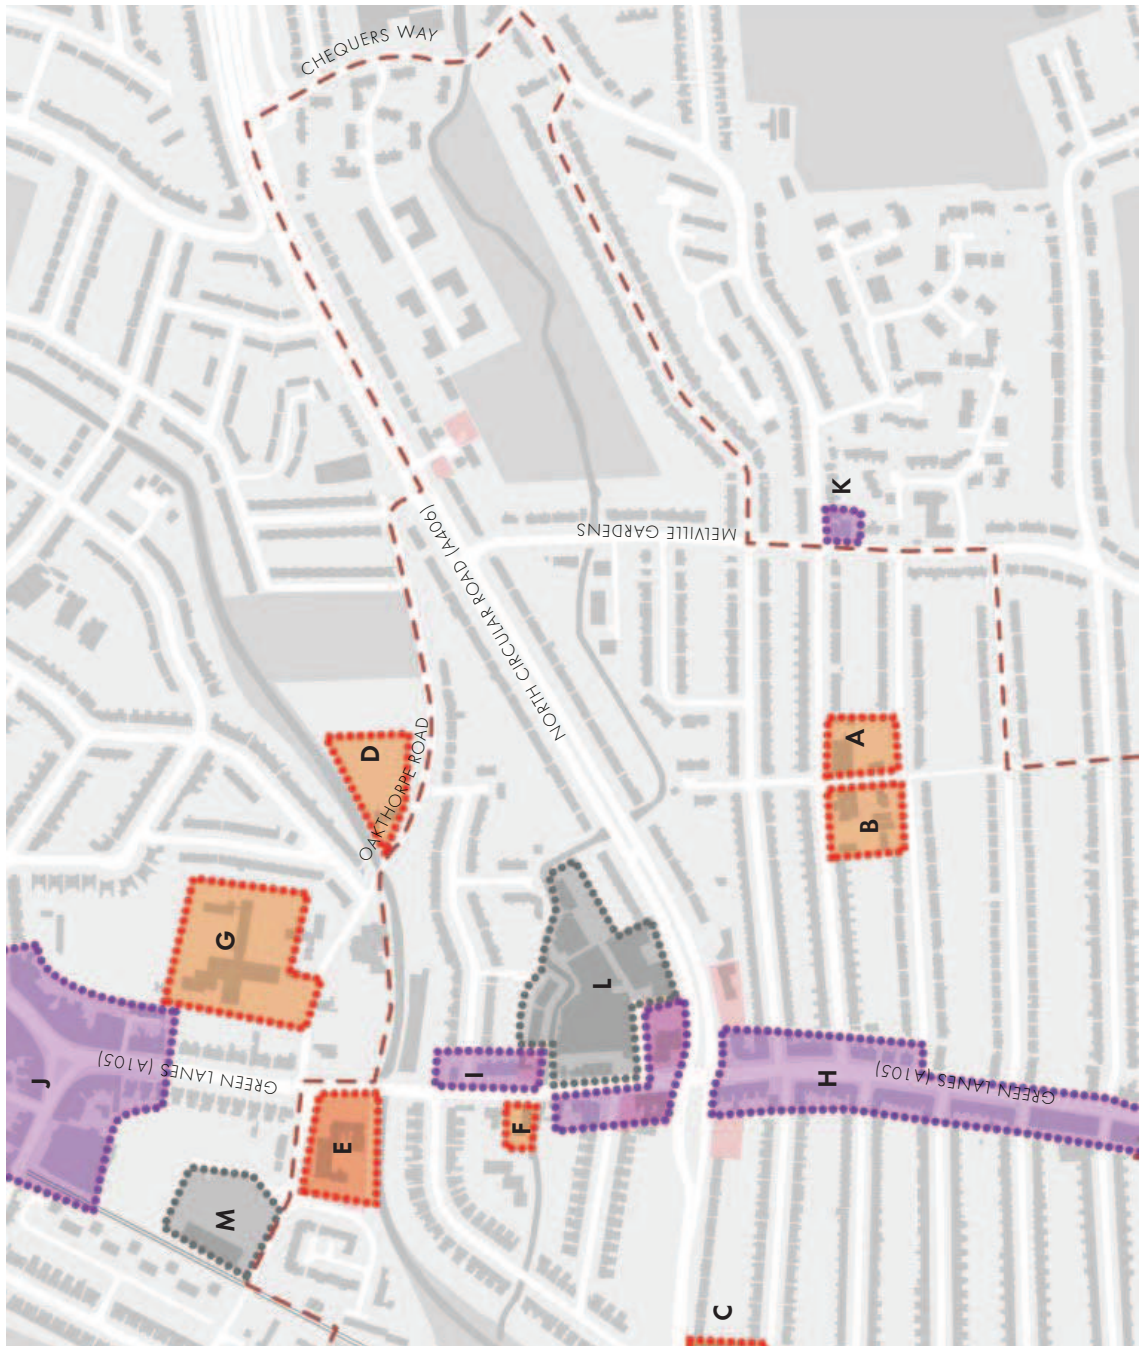 CHEQUERS WAY
K
MELVILLE GARDENS
NORTH CIRCULAR ROAD (A406)
A
D
OAKTHORPE ROAD
B
G
L
J
GREEN LANES (A105)
I
H
GREEN LANES (A105)
F
E
M
C